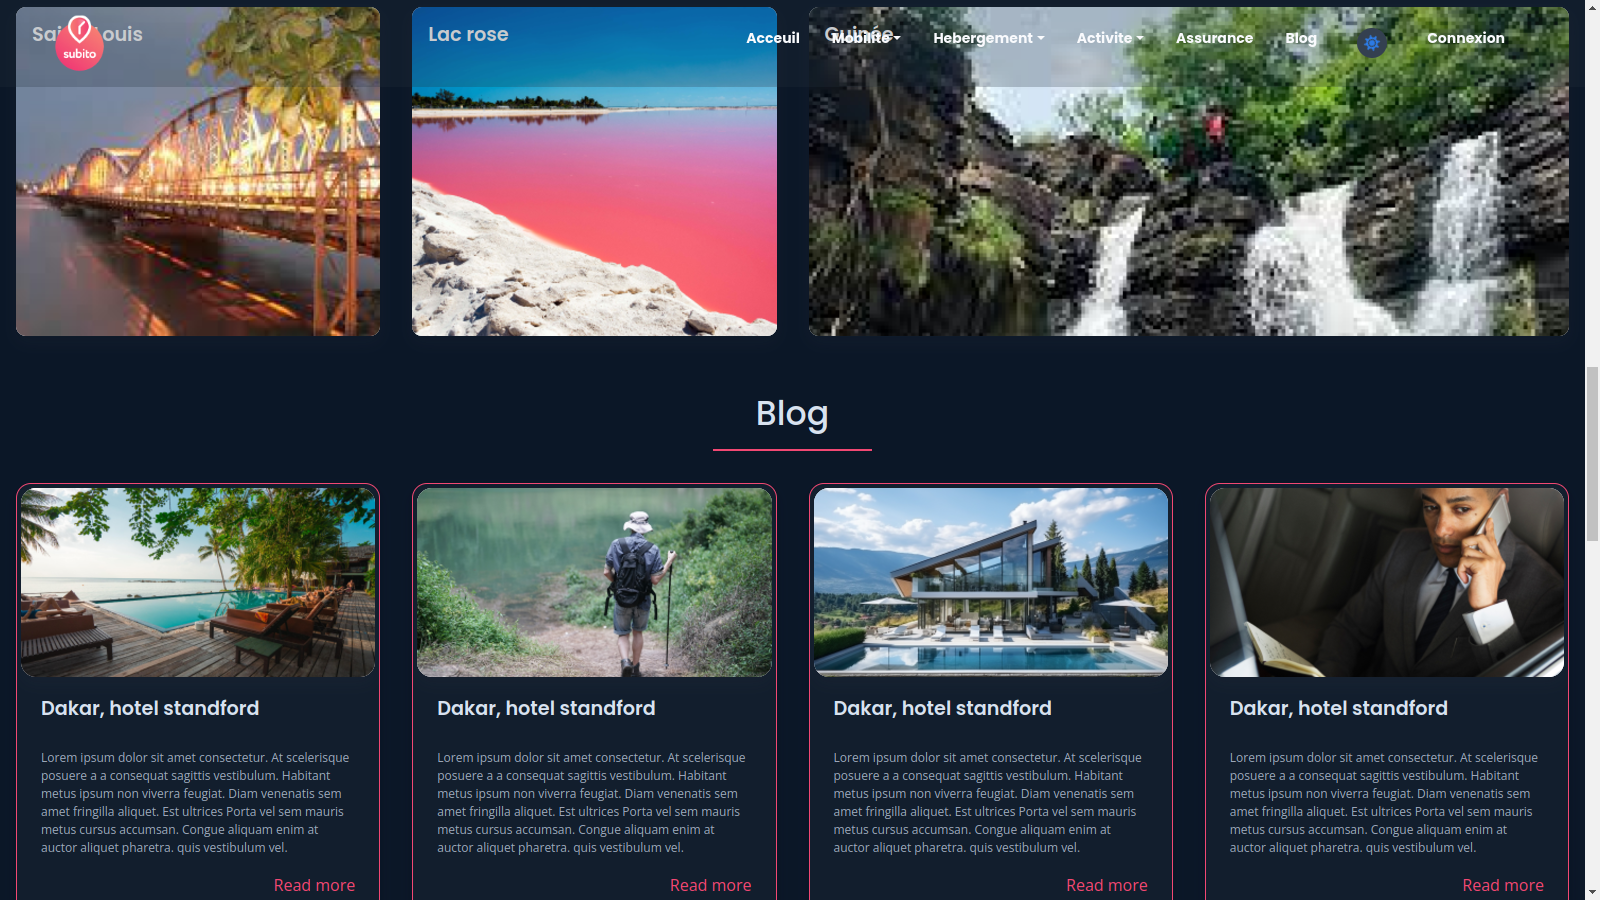 Lac rose
subito
Acceuil
Mobilite
Hebergement
Activite
Assurance
Blog
Connexion
Blog
Dakar, hotel standford
Lorem ipsum dolor sit amet consectetur. At scelerisque
posuere a a consequat sagittis vestibulum. Habitant
metus ipsum non viverra feugiat. Diam venenatis sem
amet fringilla aliquet. Est ultrices Porta vel sem mauris
metus cursus accumsan. Congue aliquam enim at
auctor aliquet pharetra. quis vestibulum vel.
Read more
Dakar, hotel standford
Lorem ipsum dolor sit amet consectetur. At scelerisque
posuere a a consequat sagittis vestibulum. Habitant
metus ipsum non viverra feugiat. Diam venenatis sem
amet fringilla aliquet. Est ultrices Porta vel sem mauris
metus cursus accumsan. Congue aliquam enim at
auctor aliquet pharetra. quis vestibulum vel.
Read more
Dakar, hotel standford
Lorem ipsum dolor sit amet consectetur. At scelerisque
posuere a a consequat sagittis vestibulum. Habitant
metus ipsum non viverra feugiat. Diam venenatis sem
amet fringilla aliquet. Est ultrices Porta vel sem mauris
metus cursus accumsan. Congue aliquam enim at
auctor aliquet pharetra. quis vestibulum vel.
Read more
Dakar, hotel standford
Lorem ipsum dolor sit amet consectetur. At scelerisque
posuere a a consequat sagittis vestibulum. Habitant
metus ipsum non viverra feugiat. Diam venenatis sem
amet fringilla aliquet. Est ultrices Porta vel sem mauris
metus cursus accumsan. Congue aliquam enim at
auctor aliquet pharetra. quis vestibulum vel.
Read more